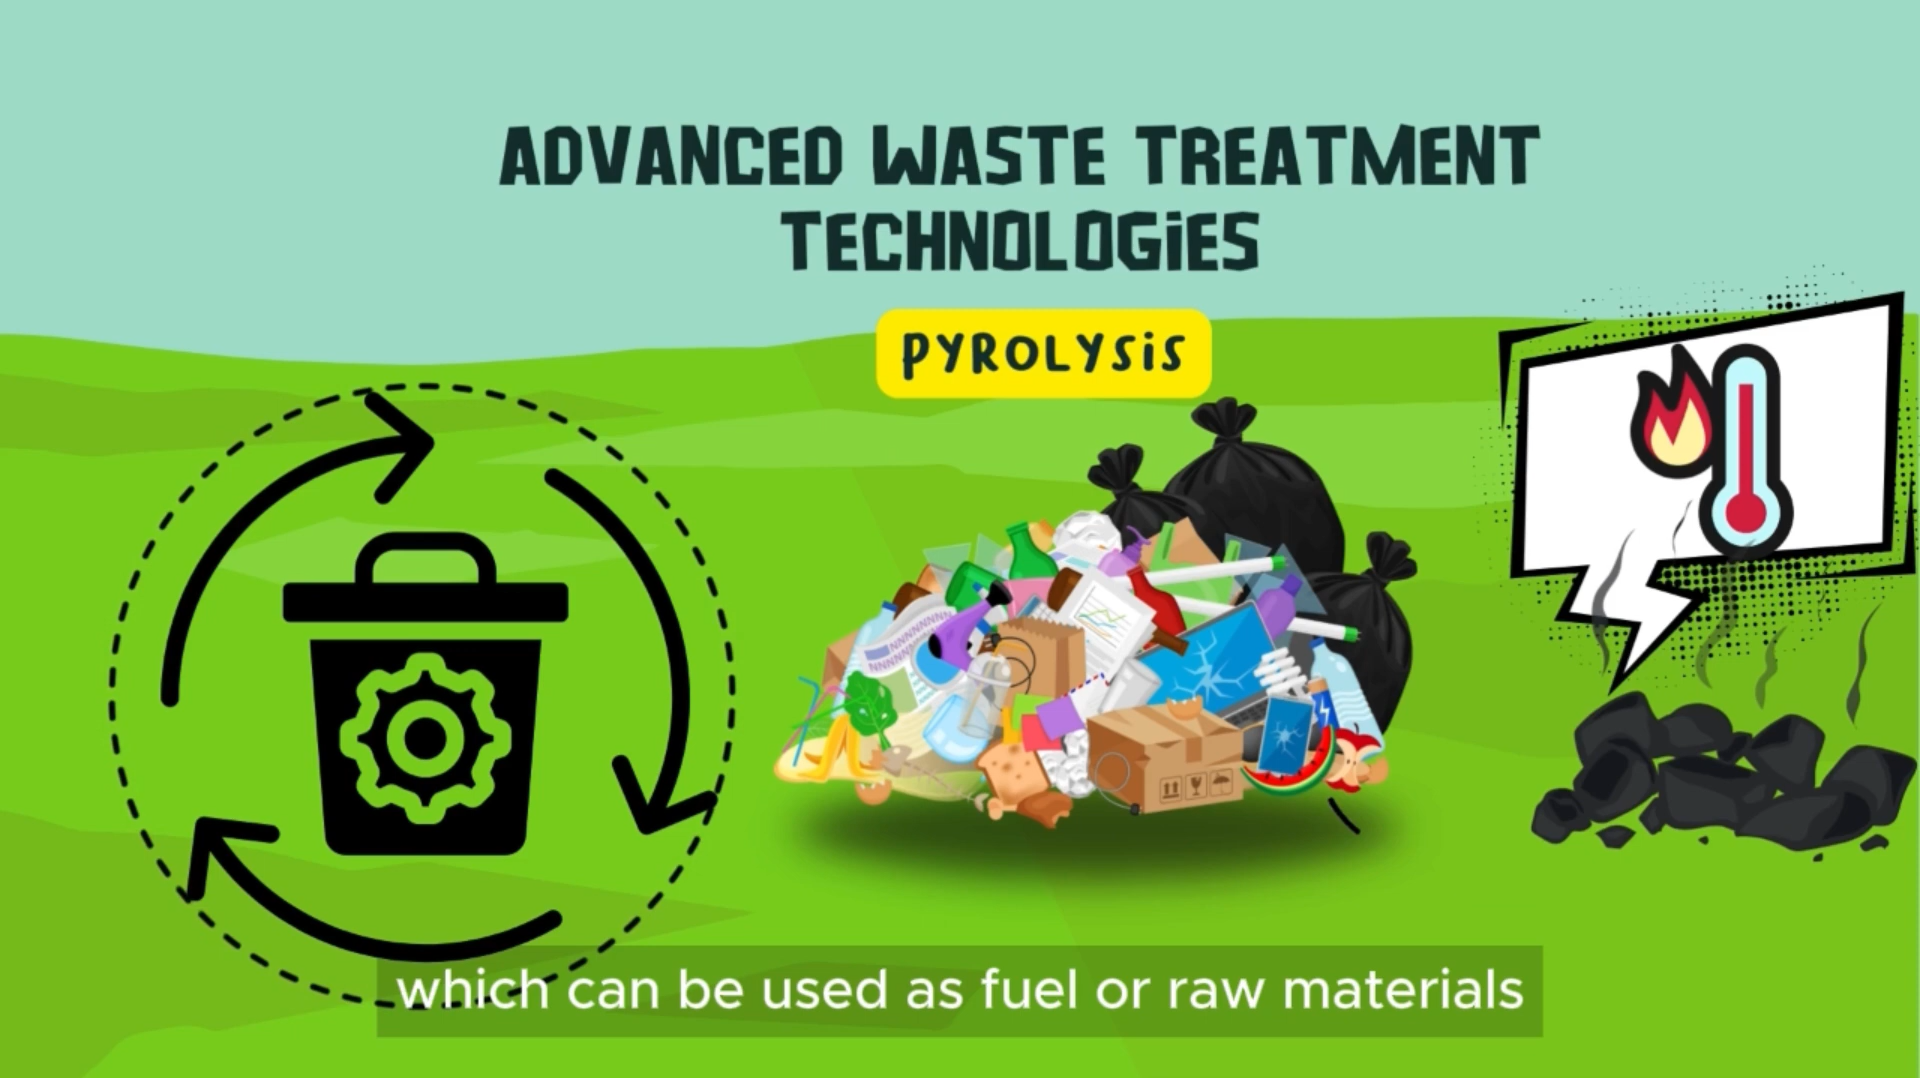 ADVANCED WASTE TREATMENT
TECHNOLOGiES
PYROLYSiS
which can be used as fuel or raw materials